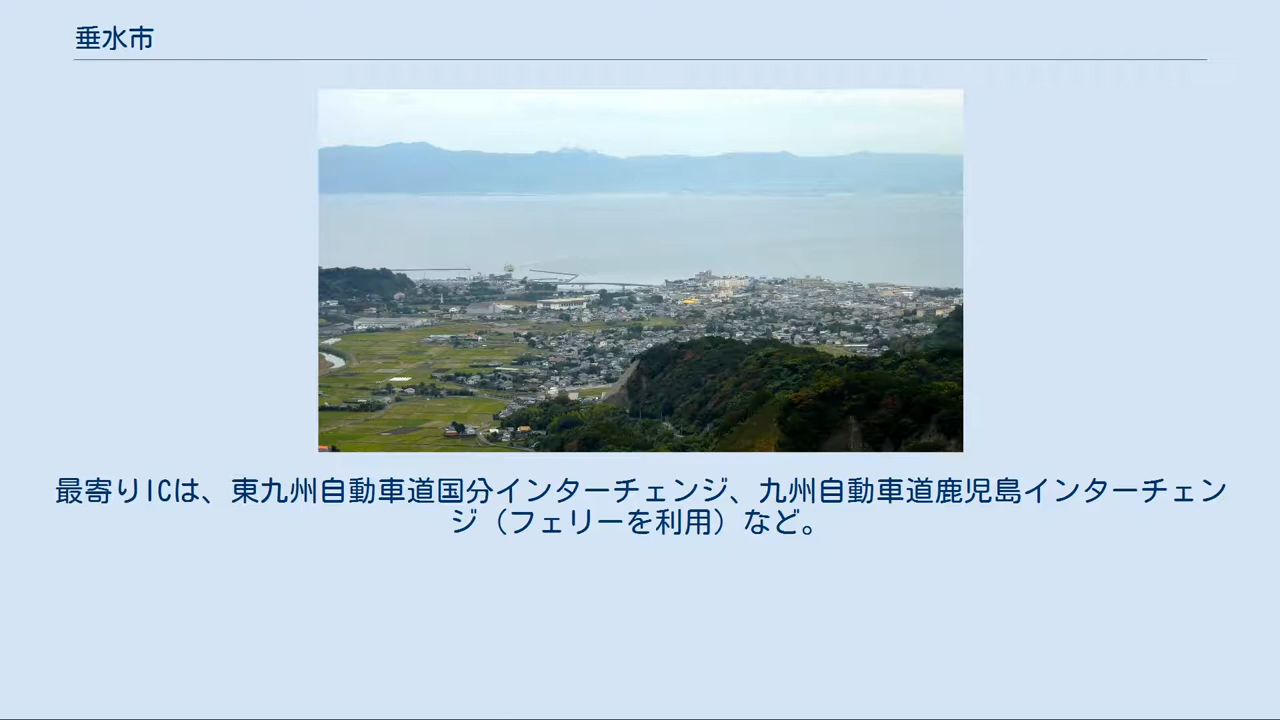 垂水市
最寄りICは、東九州自動車道国分インターチェンジ、九州自動車道鹿児島インターチェン
ジ（フェリーを利用）など。